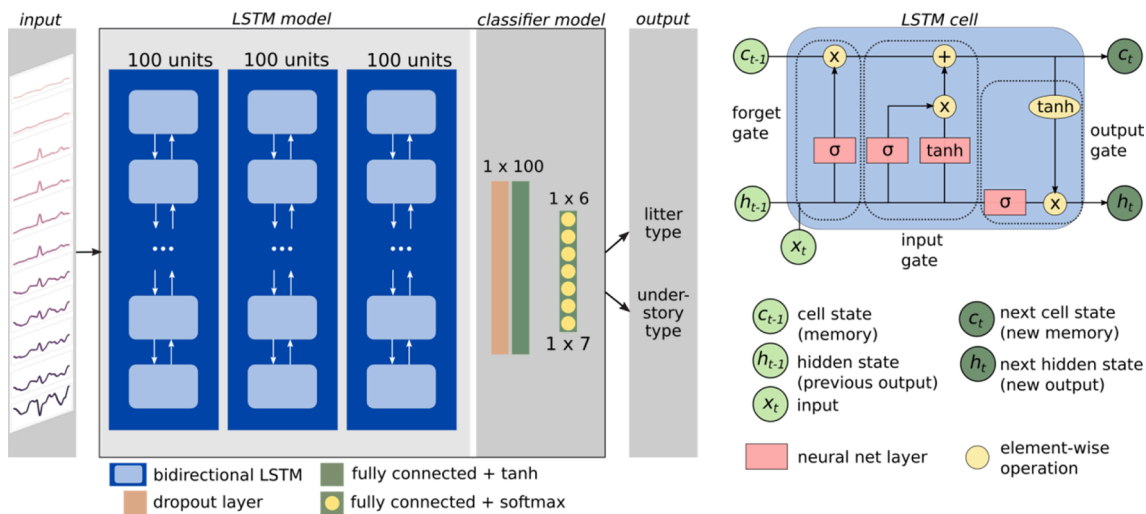 input
LSTM model
classifier model
output
LSTM cell
100 units
100 units
100 units
...
...
...
1 x 100
1 x 6
1 x 7
litter
type
under-
story
type
bidirectional LSTM
dropout layer
fully connected + tanh
fully connected + softmax
c_{t-1}
x
+
c_t
forget
gate
x
tanh
output
gate
σ
σ
tanh
h_{t-1}
σ
x
h_t
x_t
input
gate
c_{t-1}
cell state
(memory)
h_{t-1}
hidden state
(previous output)
x_t
input
c_t
next cell state
(new memory)
h_t
next hidden state
(new output)
neural net layer
element-wise
operation